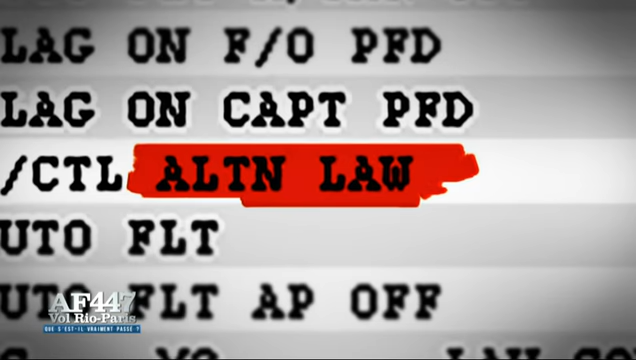 LAG ON F/O PFD
LAG ON CAPT PFD
/CTL ALTN LAW
UTO FLT
UTO FLT AP OFF
AF447
Vol Rio-Paris
QUE S'EST-IL VRAIMENT PASSÉ ?